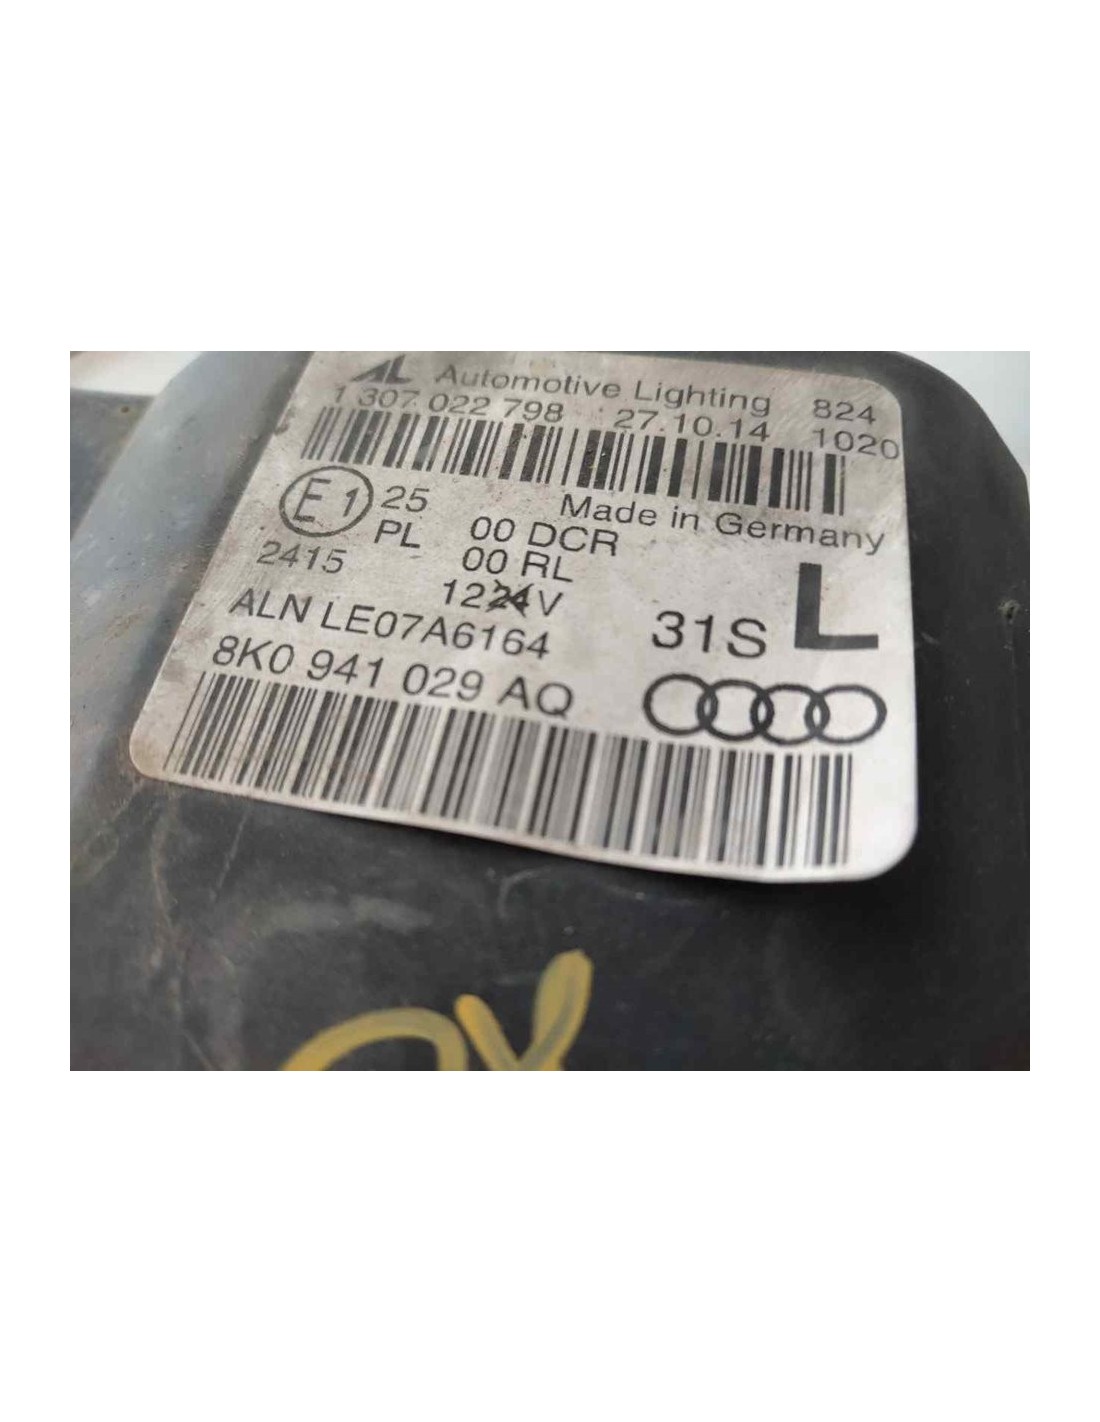 AL Automotive Lighting 824
1 307 022 798 27.10.14 1020
E1 25 Made in Germany
PL 00 DCR
2415 00 RL
1224V
ALN LE07A6164 31S L
8K0 941 029 AQ